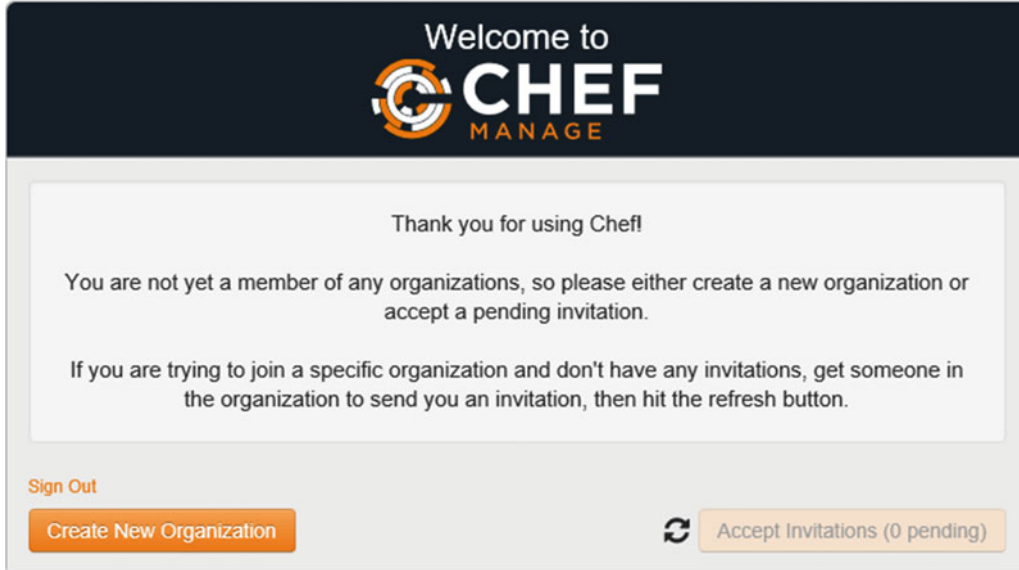 Welcome to
CHEF
MANAGE
Thank you for using Chef!
You are not yet a member of any organizations, so please either create a new organization or
accept a pending invitation.
If you are trying to join a specific organization and don't have any invitations, get someone in
the organization to send you an invitation, then hit the refresh button.
Sign Out
Create New Organization
Accept Invitations (0 pending)